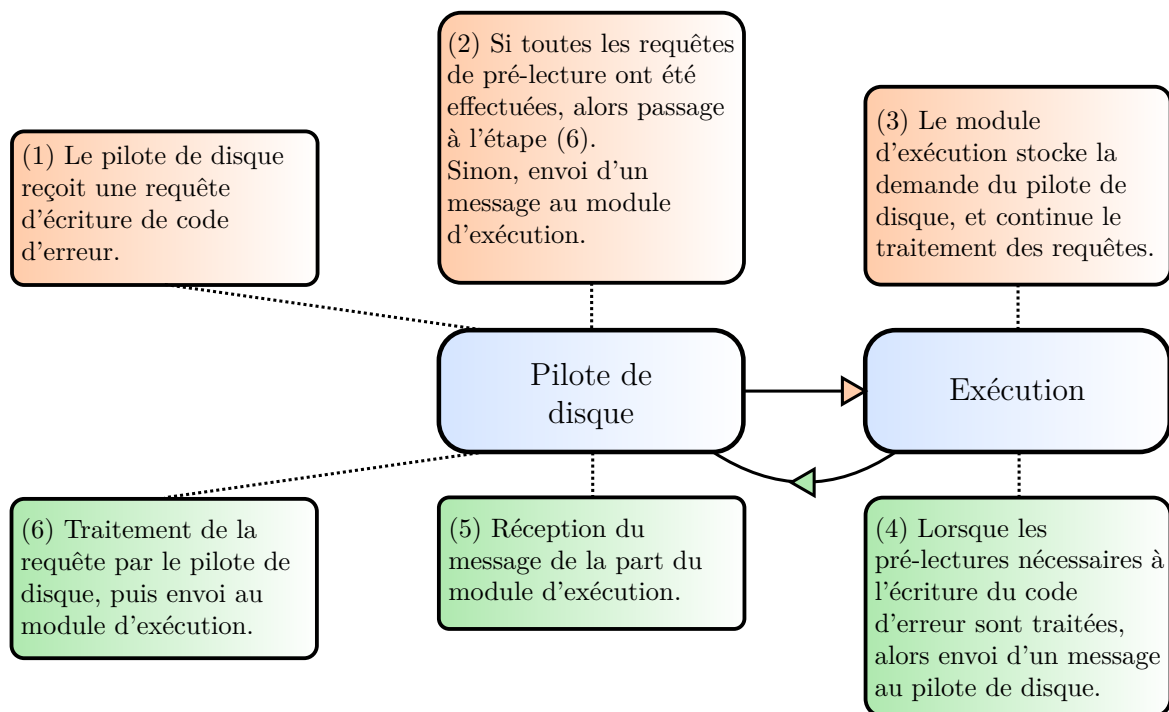 (1) Le pilote de disque
reçoit une requête
d'écriture de code
d'erreur.
(2) Si toutes les requêtes
de pré-lecture ont été
effectuées, alors passage
à l'étape (6).
Sinon, envoi d'un
message au module
d'exécution.
(3) Le module
d'exécution stocke la
demande du pilote de
disque, et continue le
traitement des requêtes.
Pilote de
disque
Exécution
(6) Traitement de la
requête par le pilote de
disque, puis envoi au
module d'exécution.
(5) Réception du
message de la part du
module d'exécution.
(4) Lorsque les
pré-lectures nécessaires à
l'écriture du code
d'erreur sont traitées,
alors envoi d'un message
au pilote de disque.